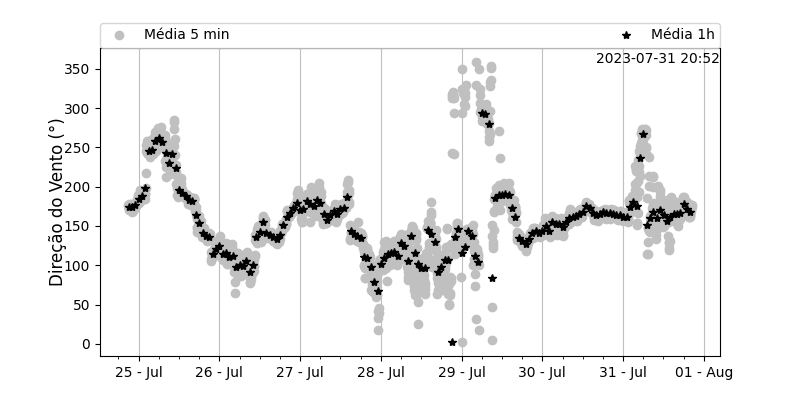 Média 5 min
Média 1h
2023-07-31 20:52
Direção do Vento (°)
350
300
250
200
150
100
50
0
25 - Jul
26 - Jul
27 - Jul
28 - Jul
29 - Jul
30 - Jul
31 - Jul
01 - Aug